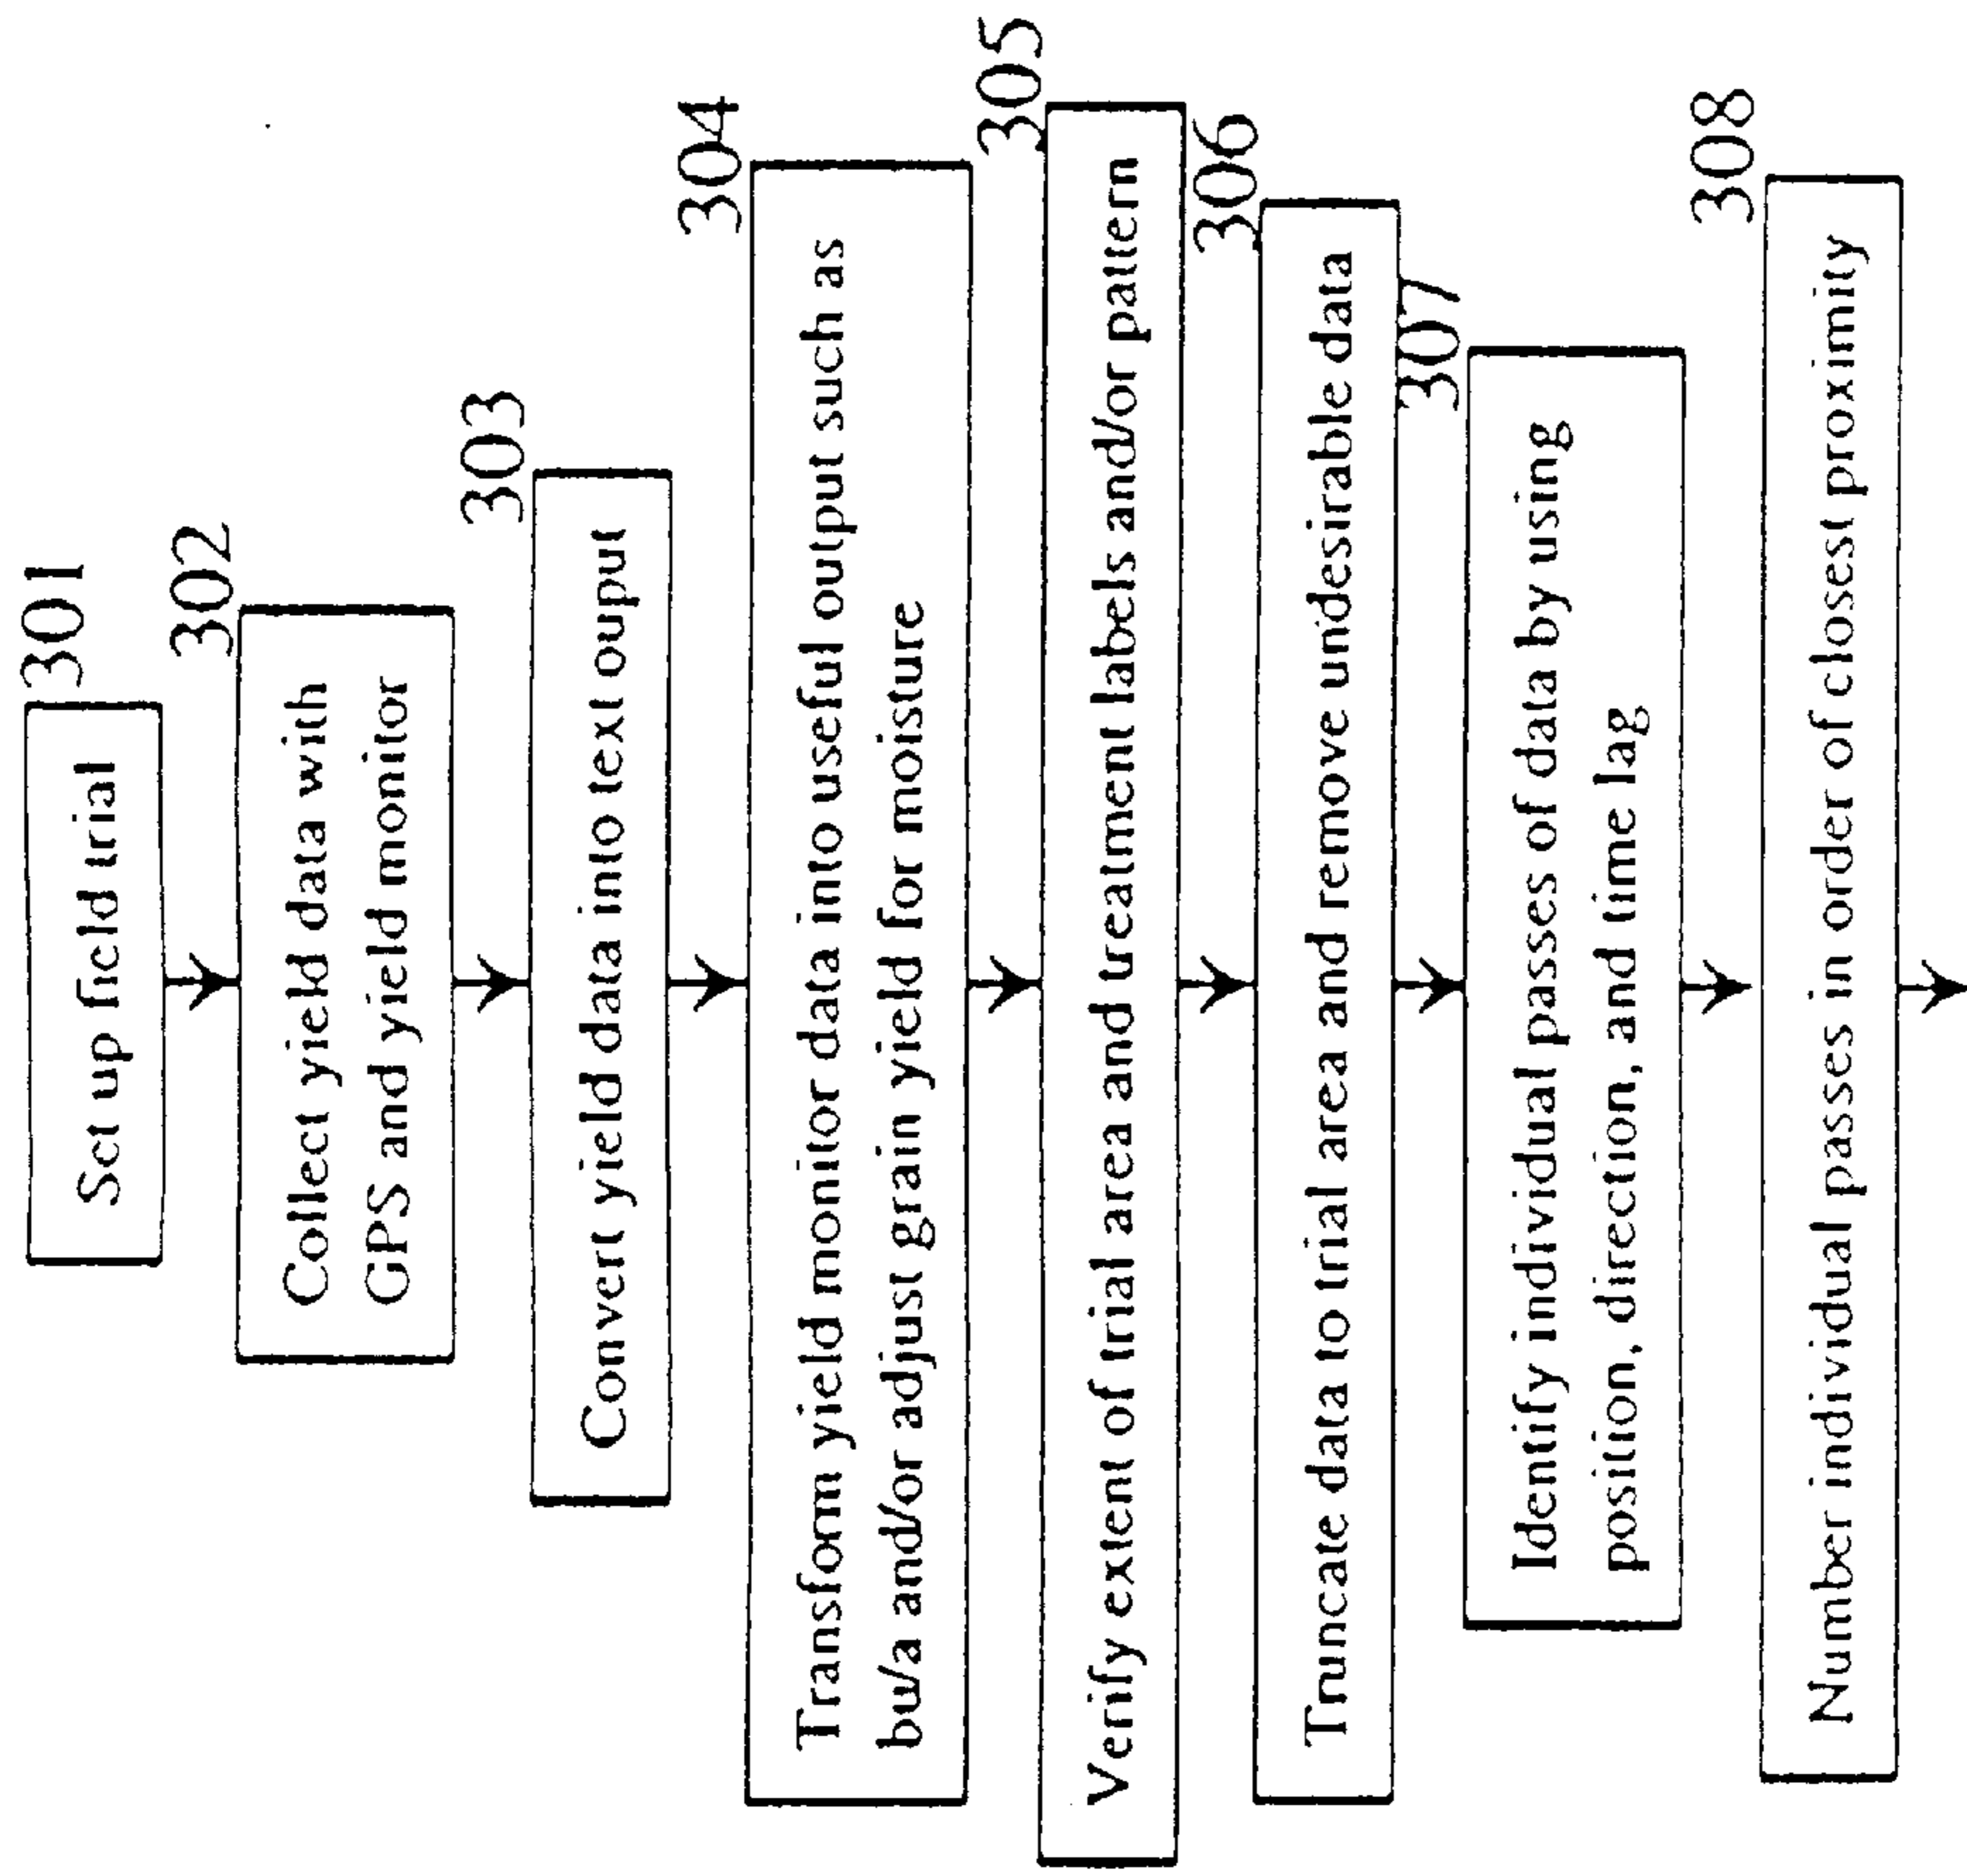 301
Set up field trial
302
Collect yield data with
GPS and yield monitor
303
Convert yield data into text ouput
304
Transform yield monitor data into useful output such as
bu/a and/or adjust grain yield for moisture
305
Verify extent of trial area and treatment labels and/or pattern
306
Truncate data to trial area and remove undesirable data
307
Identify individual passes of data by using
position, direction, and time lag
308
Number individual passes in order of closest proximity